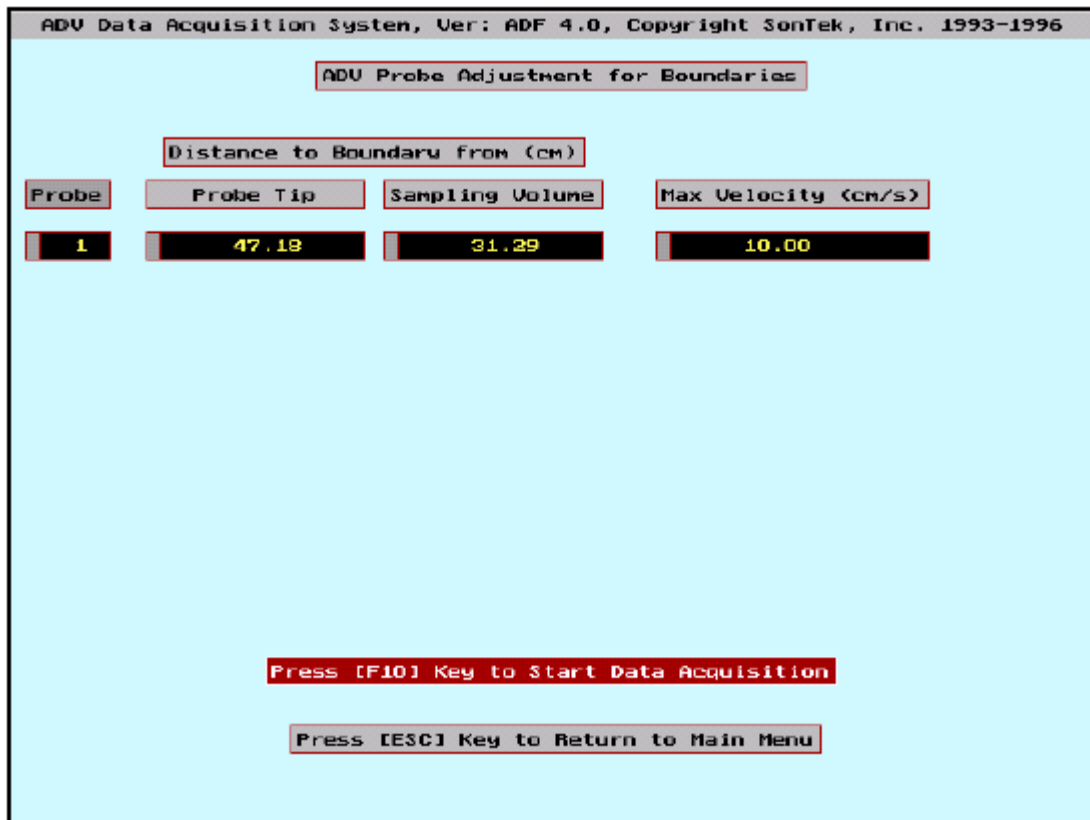 ADV Data Acquisition System, Ver: ADF 4.0, Copyright SonTek, Inc. 1993-1996
ADV Probe Adjustment for Boundaries
Distance to Boundary from (cm)
Probe Probe Tip Sampling Volume Max Velocity (cm/s)
1 47.18 31.29 10.00
Press [F10] Key to Start Data Acquisition
Press [ESC] Key to Return to Main Menu